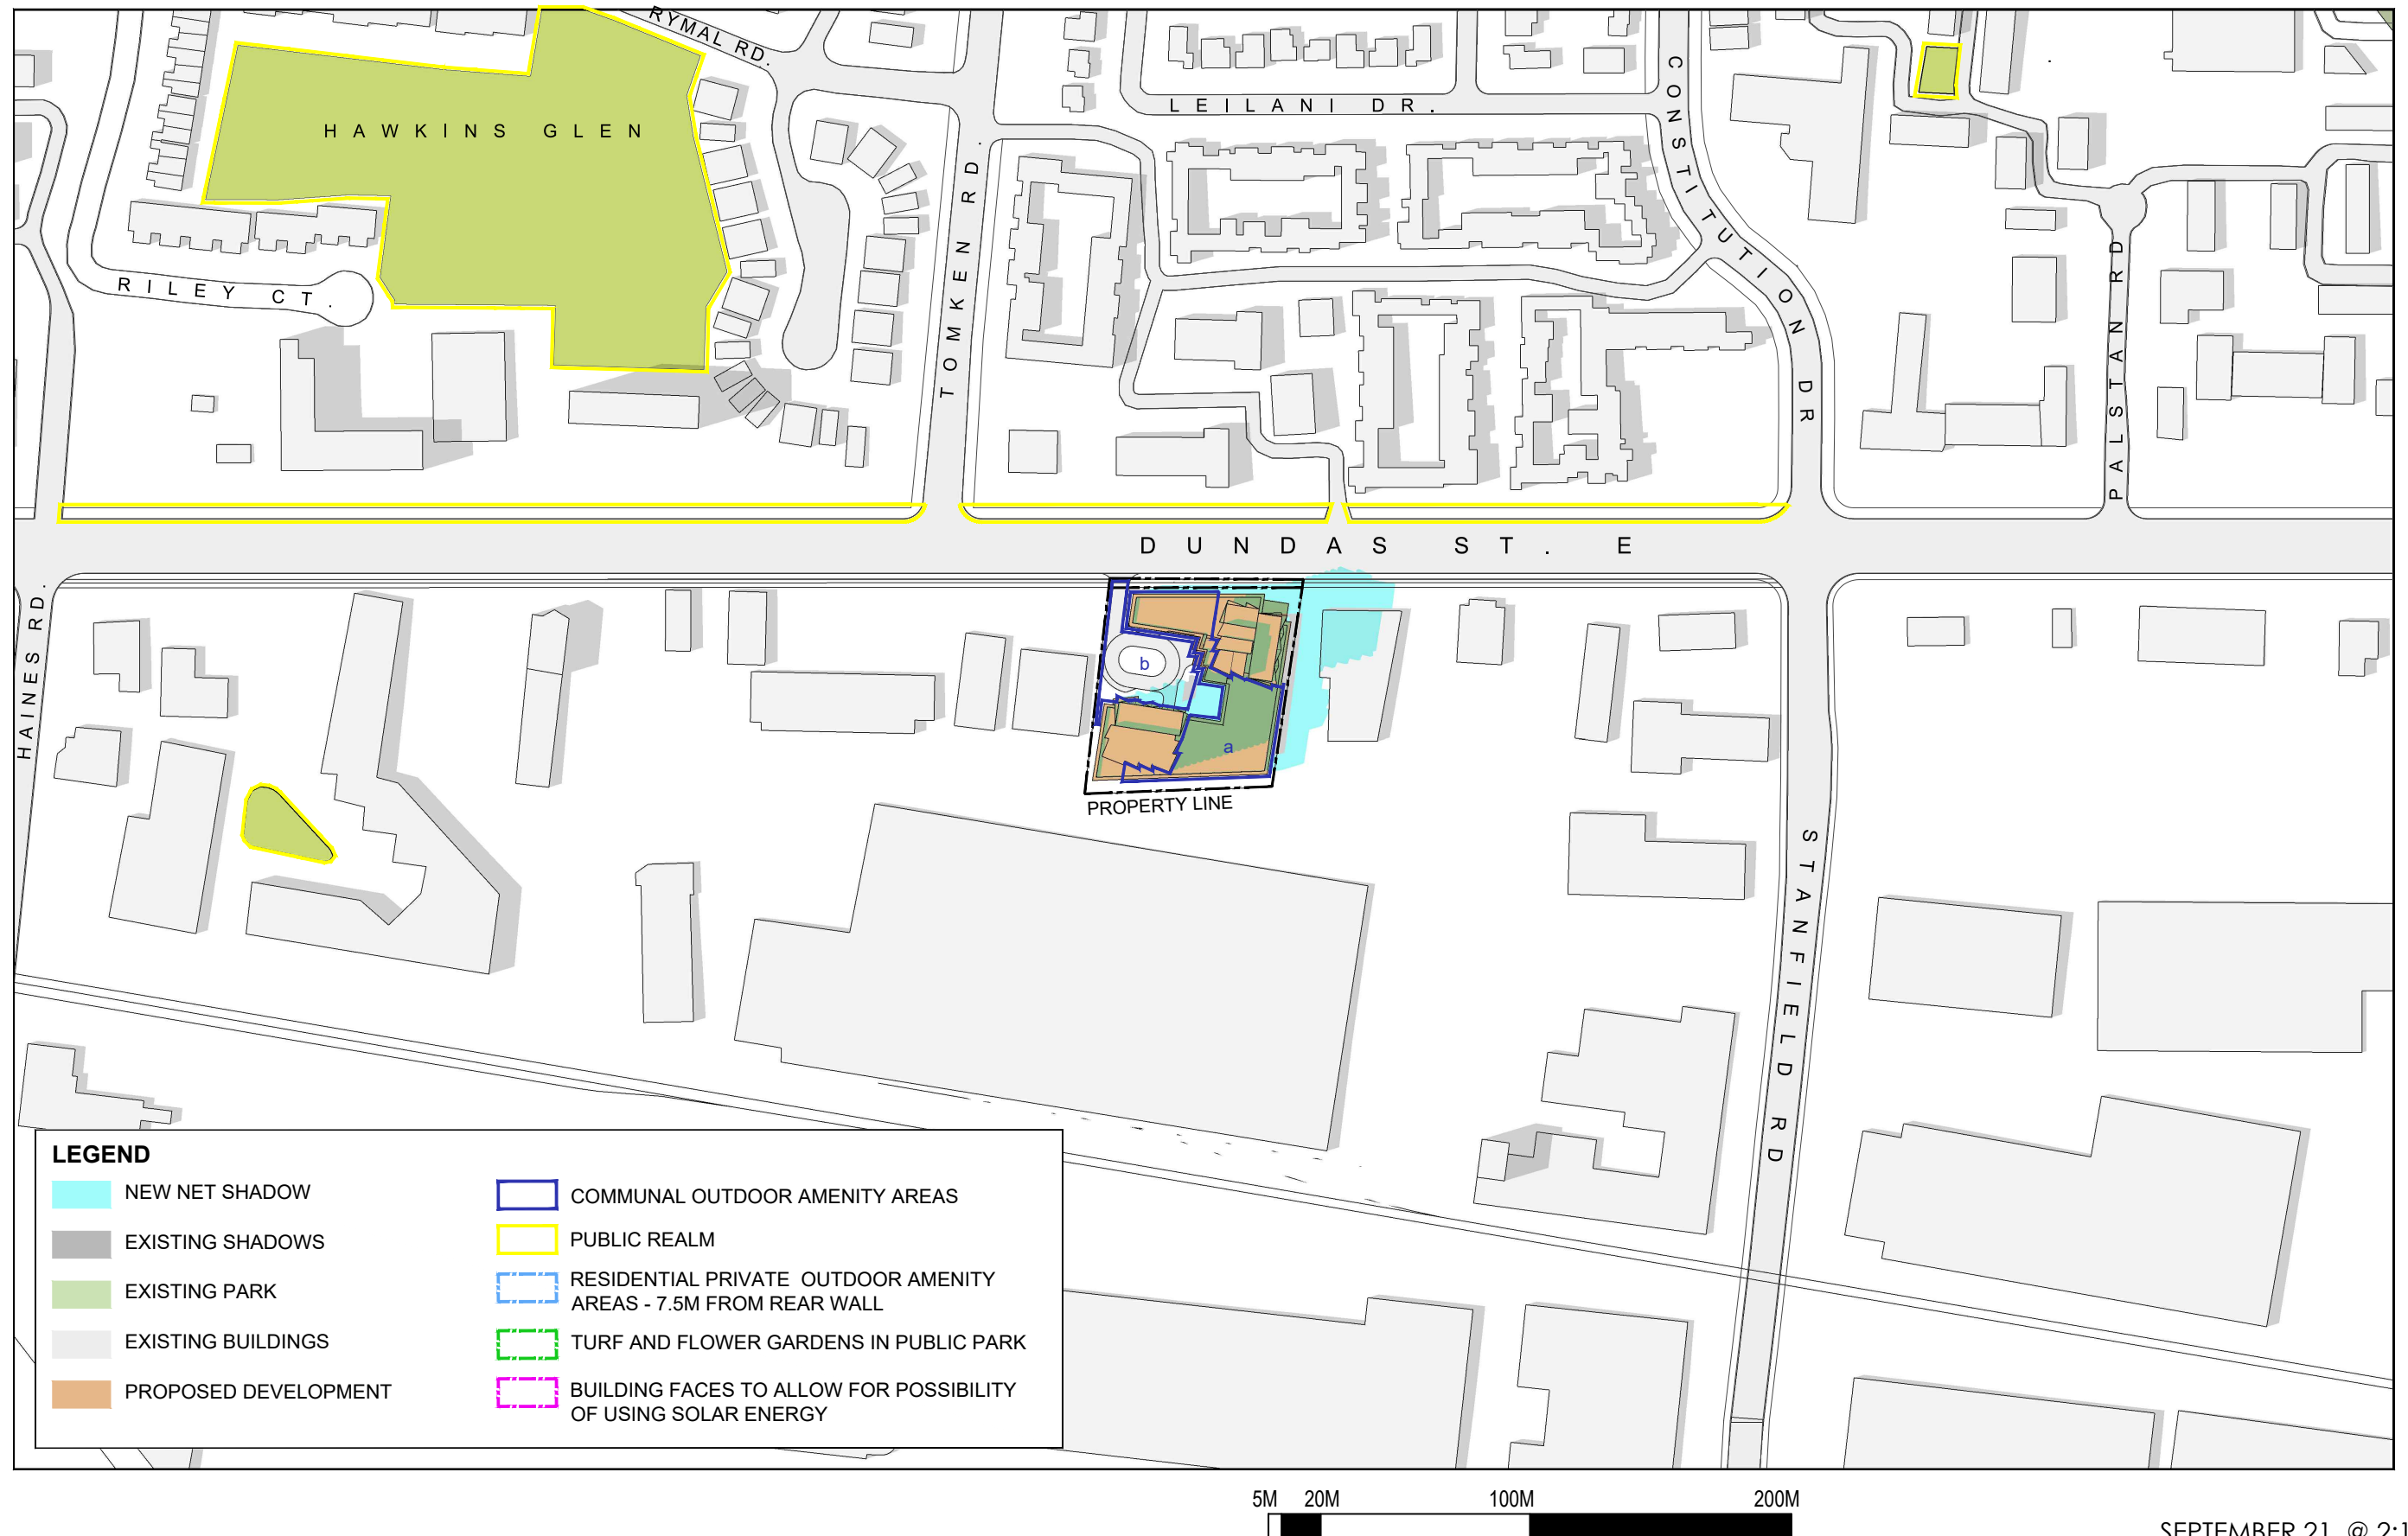 RYMAL RD.
HAWKINS GLEN
LEILANI DR.
CONSTITUTION DR
TOMKEN RD.
RILEY CT.
PALSTAN RD
DUNDAS ST. E
HAINES RD.
b
a
PROPERTY LINE
STANFIELD RD
LEGEND
NEW NET SHADOW
EXISTING SHADOWS
EXISTING PARK
EXISTING BUILDINGS
PROPOSED DEVELOPMENT
COMMUNAL OUTDOOR AMENITY AREAS
PUBLIC REALM
RESIDENTIAL PRIVATE OUTDOOR AMENITY
AREAS - 7.5M FROM REAR WALL
TURF AND FLOWER GARDENS IN PUBLIC PARK
BUILDING FACES TO ALLOW FOR POSSIBILITY
OF USING SOLAR ENERGY
5M 20M 100M 200M
SEPTEMBER 21 @